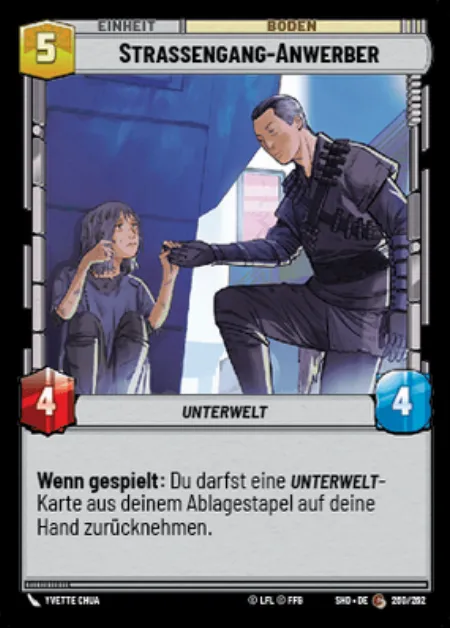 EINHEIT
BODEN
5
STRASSENGANG-ANWERBER
4
UNTERWELT
4
Wenn gespielt: Du darfst eine UNTERWELT-
Karte aus deinem Ablagestapel auf deine
Hand zurücknehmen.
YVETTE CHUA
© LFL © FFG
SHD • DE
260/262